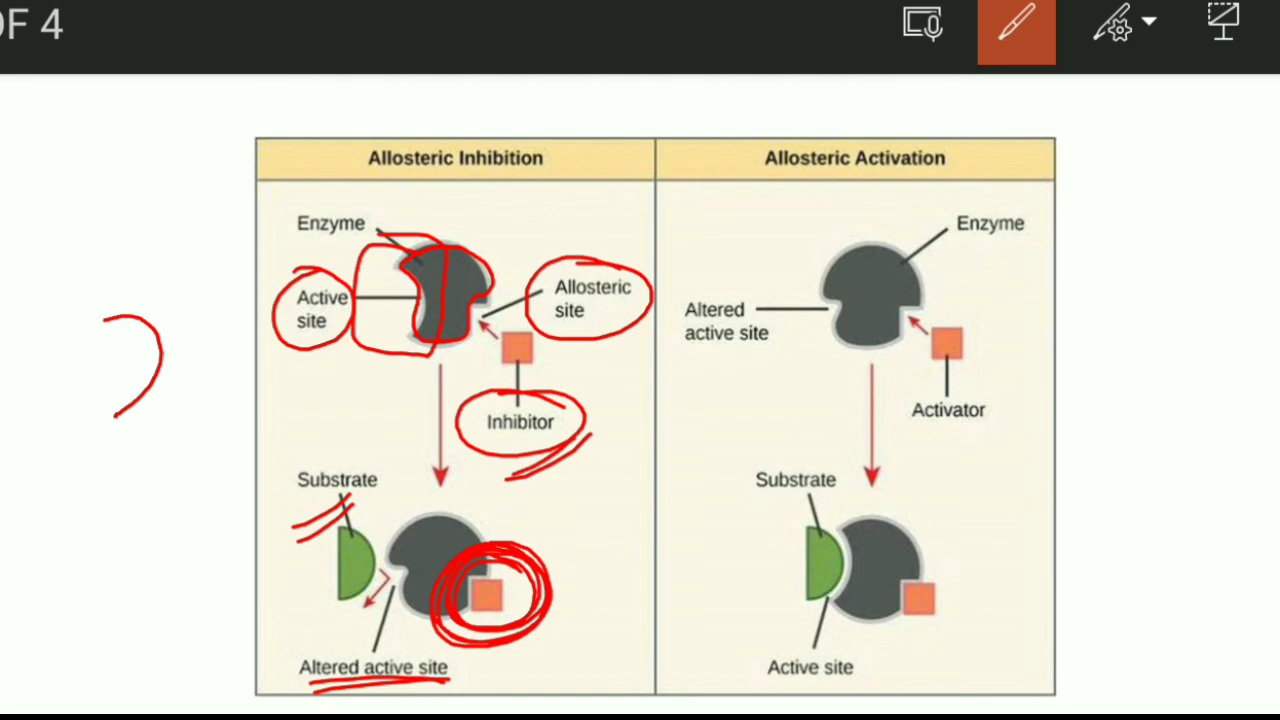 OF 4
Allosteric Inhibition
Allosteric Activation
Enzyme
Active
site
Allosteric
site
Inhibitor
Substrate
Altered active site
Enzyme
Altered
active site
Activator
Substrate
Active site